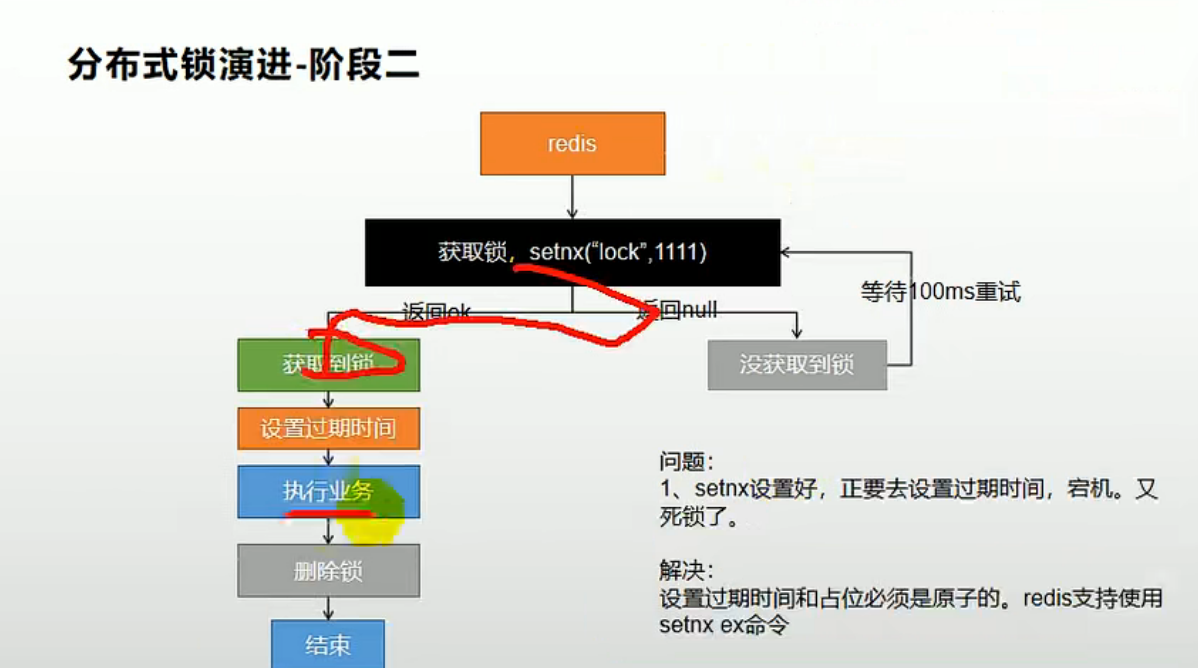 分布式锁演进-阶段二
redis
获取锁，setnx(“lock”,1111)
等待100ms重试
返回ok
返回null
获取到锁
没获取到锁
设置过期时间
执行业务
删除锁
结束
问题：
1、setnx设置好，正要去设置过期时间，宕机。又
死锁了。
解决：
设置过期时间和占位必须是原子的。redis支持使用
setnx ex命令